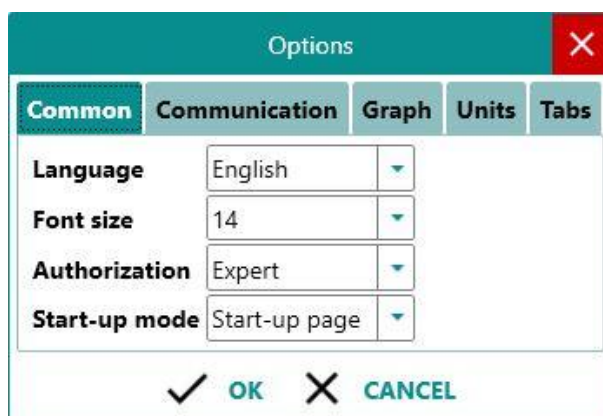 Options
Common Communication Graph Units Tabs
Language English
Font size 14
Authorization Expert
Start-up mode Start-up page
OK CANCEL